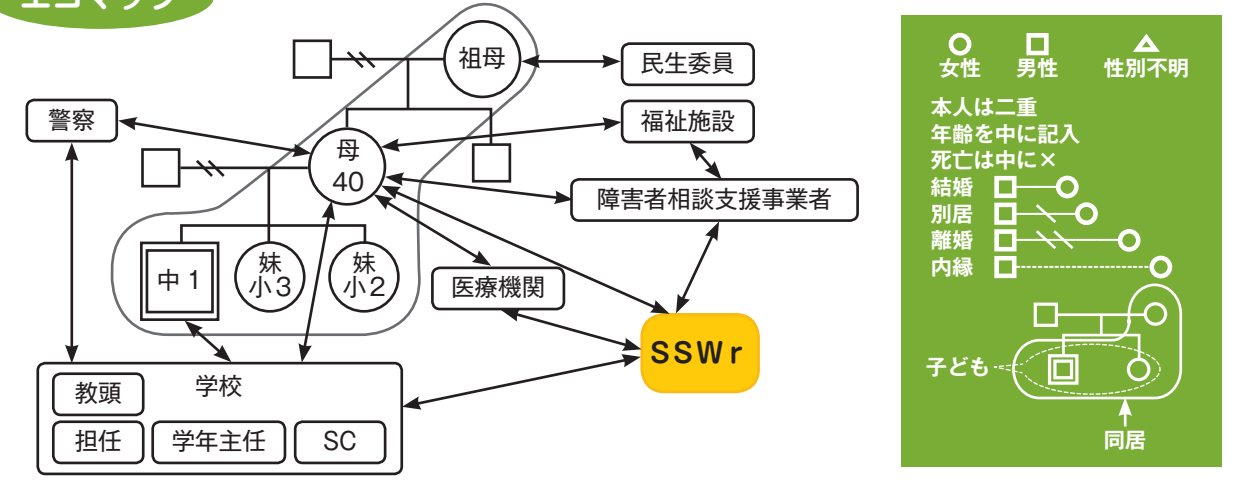 エコマップ
祖母
民生委員
警察
福祉施設
母
40
障害者相談支援事業者
中1
妹
小3
妹
小2
医療機関
SSWr
学校
教頭
担任
学年主任
SC
女性
男性
性別不明
本人は二重
年齢を中に記入
死亡は中に×
結婚
別居
離婚
内縁
子ども
同居